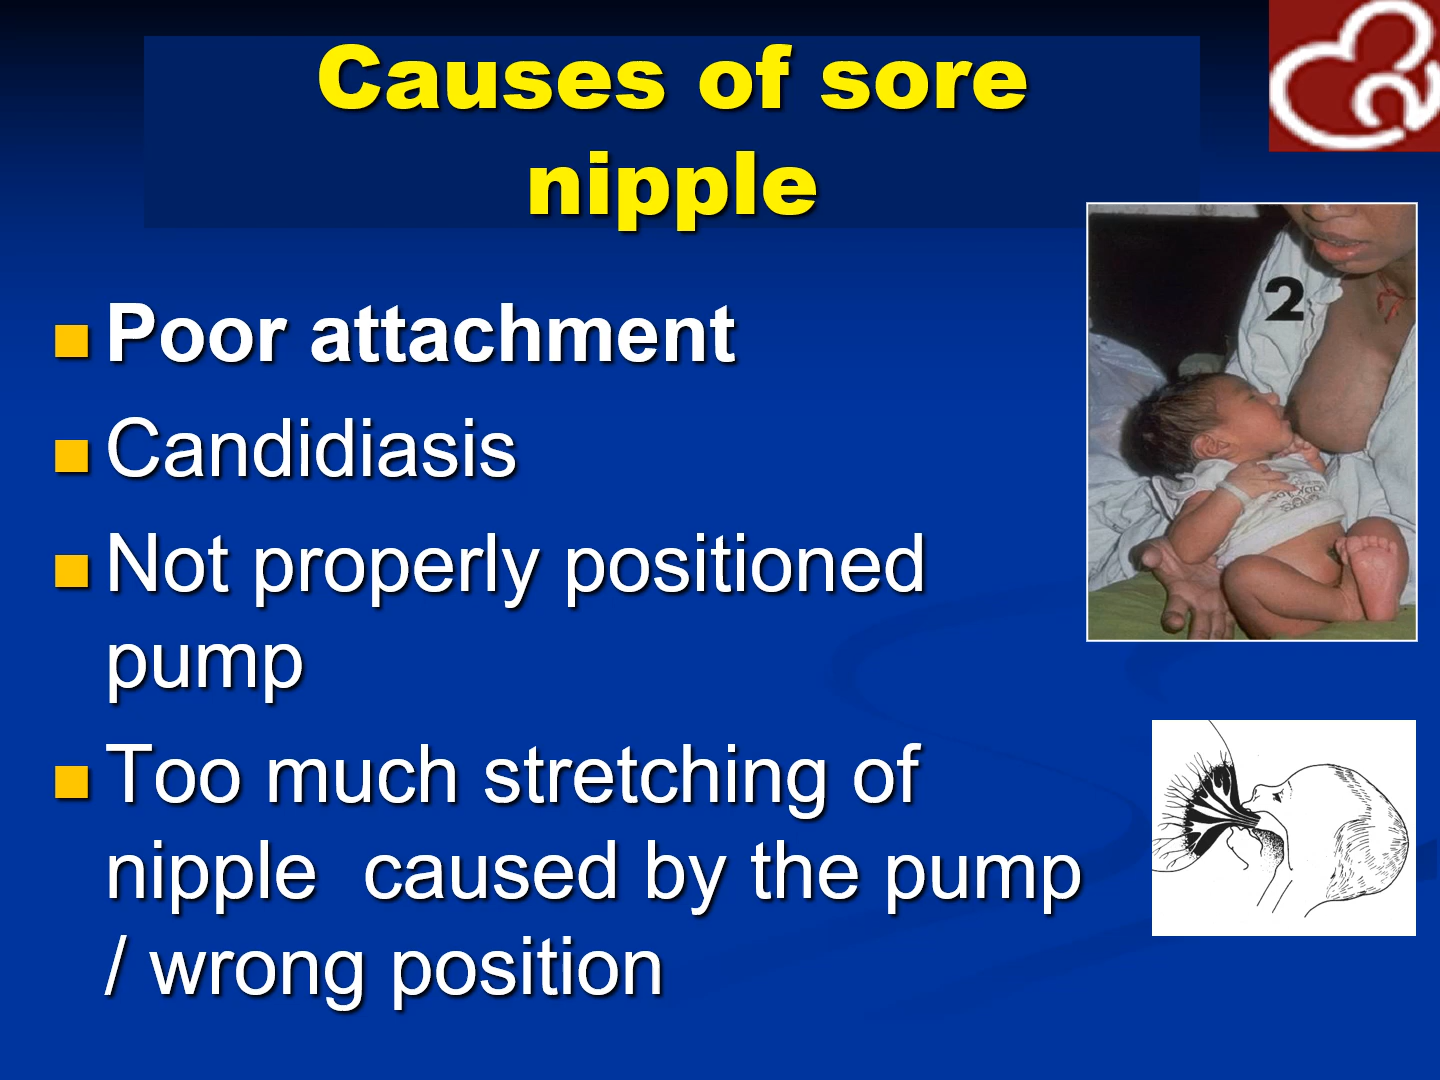 Causes of sore
nipple
Poor attachment
Candidiasis
Not properly positioned
pump
Too much stretching of
nipple  caused by the pump
/ wrong position
2